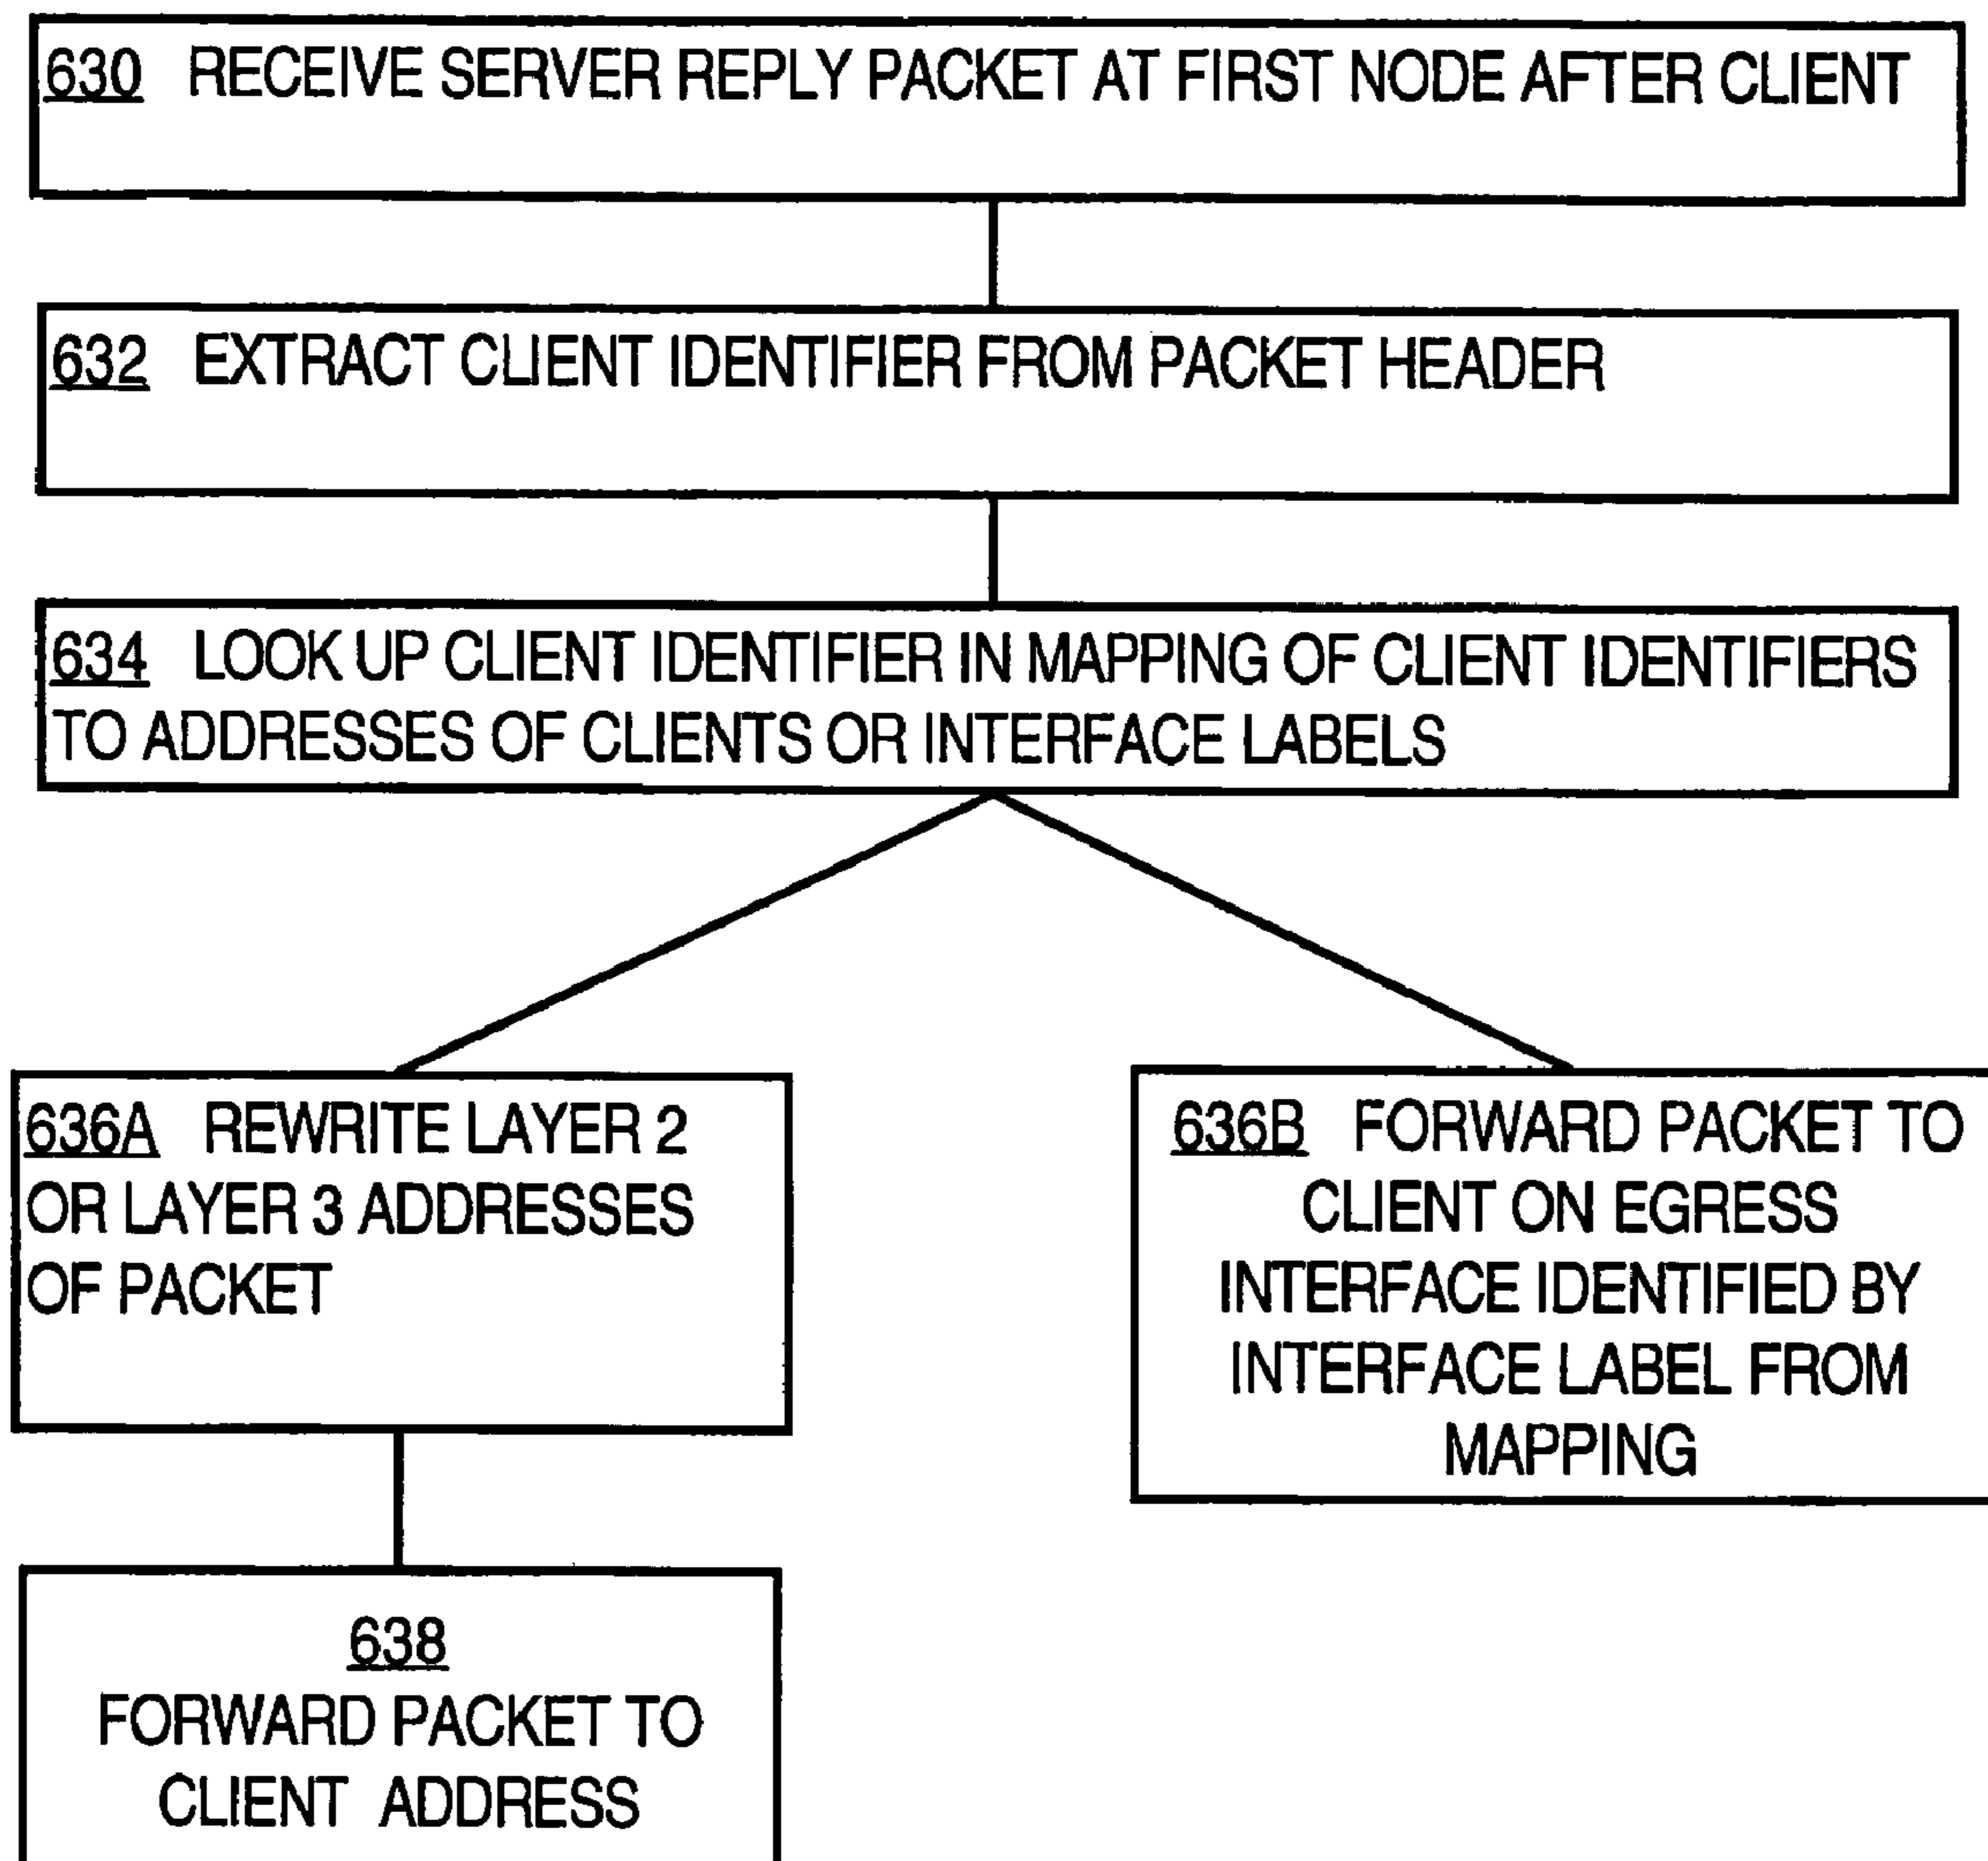 630 RECEIVE SERVER REPLY PACKET AT FIRST NODE AFTER CLIENT
632 EXTRACT CLIENT IDENTIFIER FROM PACKET HEADER
634 LOOK UP CLIENT IDENTIFIER IN MAPPING OF CLIENT IDENTIFIERS
TO ADDRESSES OF CLIENTS OR INTERFACE LABELS
636A REWRITE LAYER 2
OR LAYER 3 ADDRESSES
OF PACKET
636B FORWARD PACKET TO
CLIENT ON EGRESS
INTERFACE IDENTIFIED BY
INTERFACE LABEL FROM
MAPPING
638
FORWARD PACKET TO
CLIENT ADDRESS